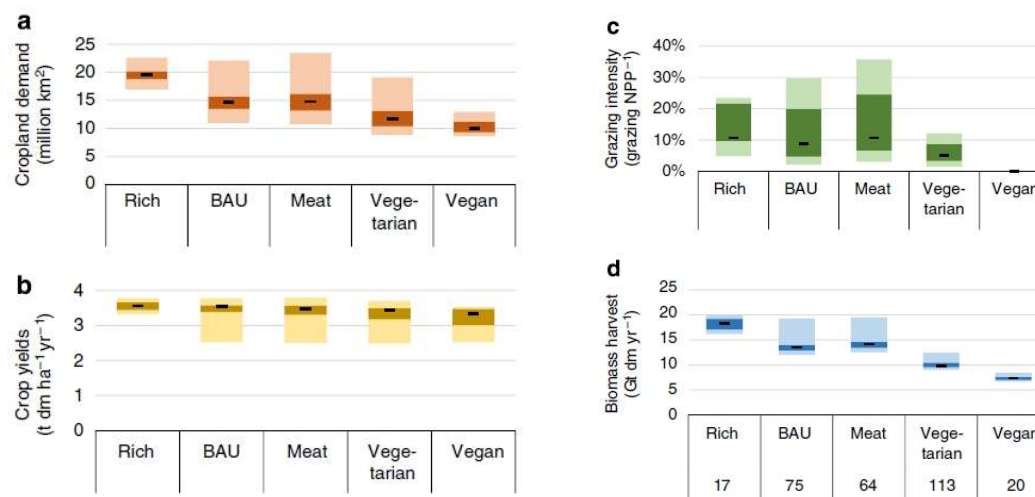 a
Cropland demand
(million km²)
25
20
15
10
5
0
Rich BAU Meat Vege-
tarian Vegan
b
Crop yields
(t dm ha⁻¹ yr⁻¹)
4
3
2
1
0
Rich BAU Meat Vege-
tarian Vegan
c
Grazing intensity
(grazing NPP⁻¹)
40%
30%
20%
10%
0%
Rich BAU Meat Vege-
tarian Vegan
d
Biomass harvest
(Gt dm yr⁻¹)
25
20
15
10
5
0
Rich BAU Meat Vege-
tarian Vegan
17 75 64 113 20